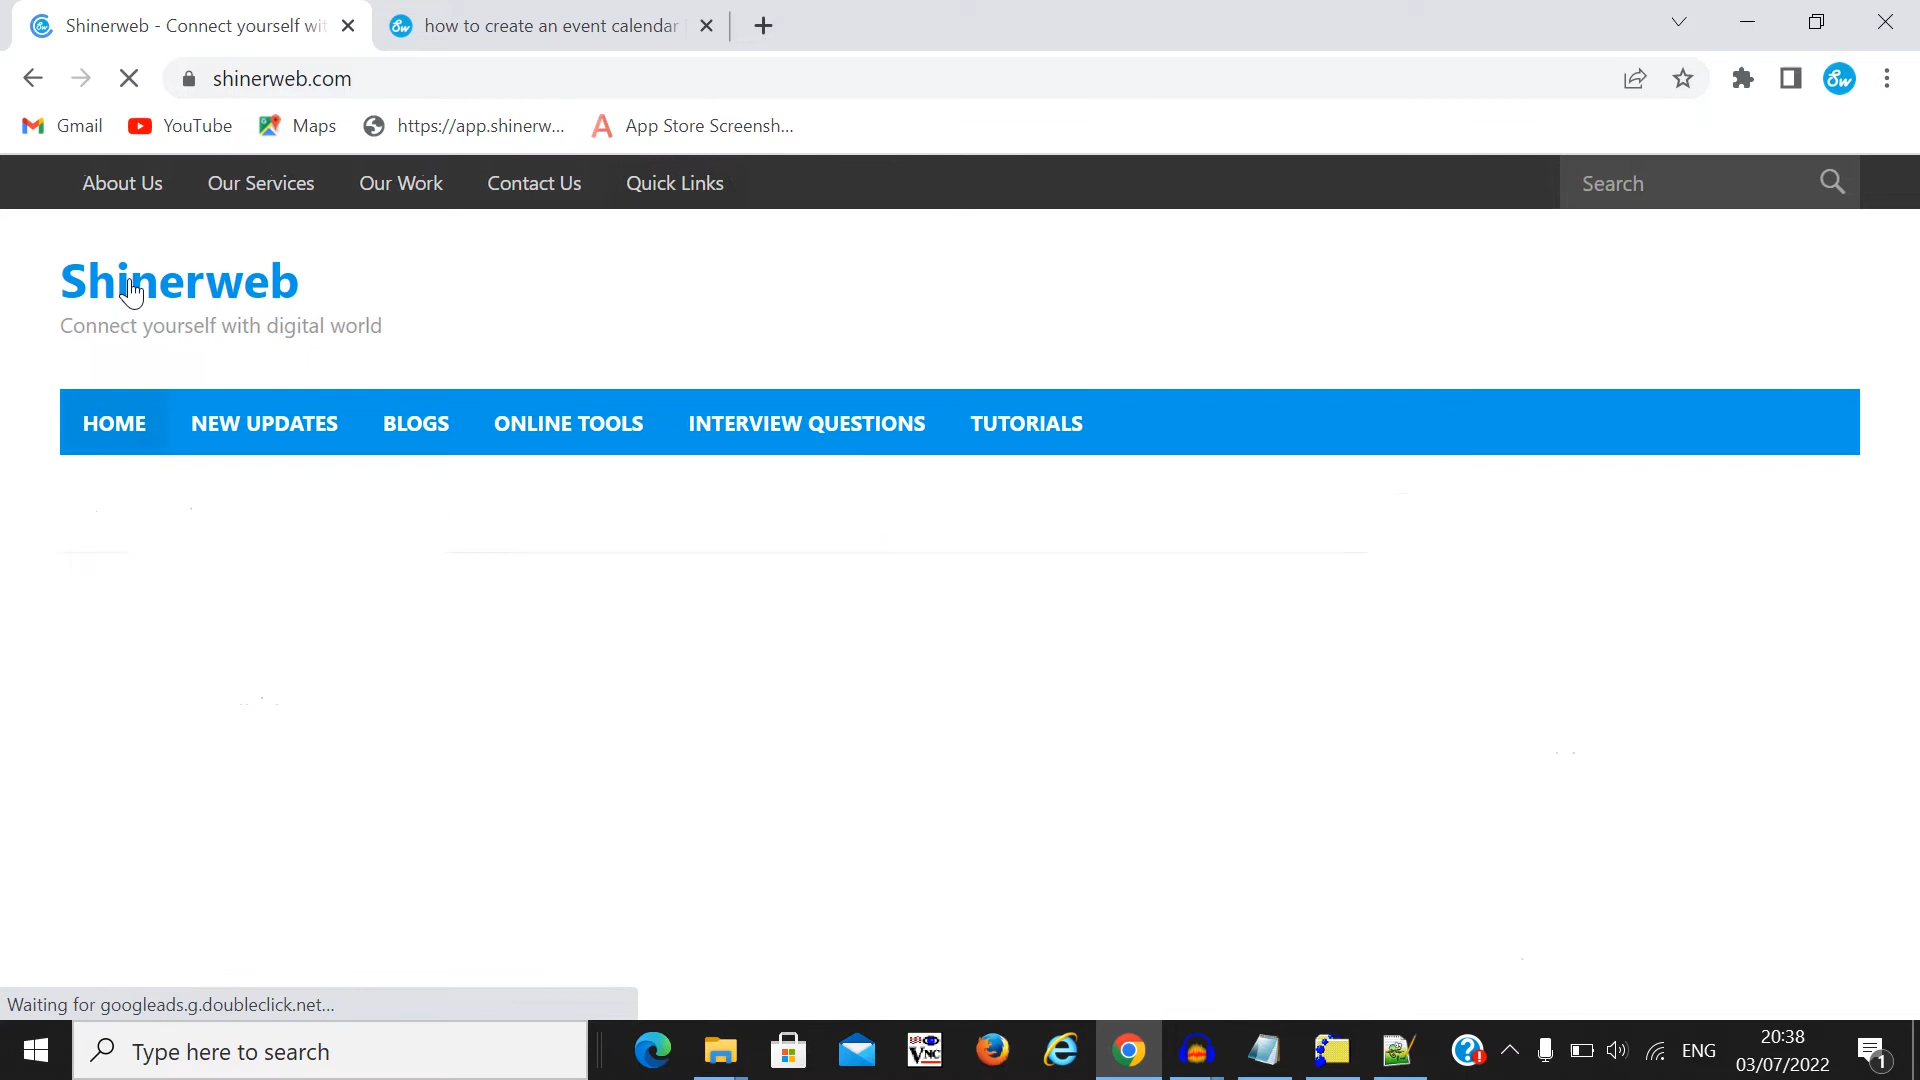 Shinerweb - Connect yourself wit
how to create an event calendar
shinerweb.com
Gmail
YouTube
Maps
https://app.shinerw...
App Store Screensh...
About Us
Our Services
Our Work
Contact Us
Quick Links
Search
Shinerweb
Connect yourself with digital world
HOME
NEW UPDATES
BLOGS
ONLINE TOOLS
INTERVIEW QUESTIONS
TUTORIALS
Waiting for googleads.g.doubleclick.net...
Type here to search
ENG
20:38
03/07/2022
1